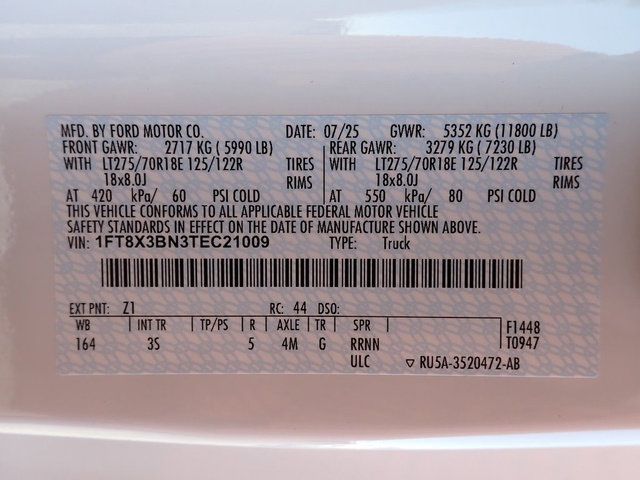 MFD. BY FORD MOTOR CO. DATE: 07/25 GVWR: 5352 KG (11800 LB)
FRONT GAWR: 2717 KG ( 5990 LB) REAR GAWR: 3279 KG ( 7230 LB)
WITH LT275/70R18E 125/122R TIRES WITH LT275/70R18E 125/122R TIRES
18x8.0J RIMS 18x8.0J RIMS
AT 420 kPa/ 60 PSI COLD AT 550 kPa/ 80 PSI COLD
THIS VEHICLE CONFORMS TO ALL APPLICABLE FEDERAL MOTOR VEHICLE
SAFETY STANDARDS IN EFFECT ON THE DATE OF MANUFACTURE SHOWN ABOVE.
VIN: 1FT8X3BN3TEC21009 TYPE: Truck
EXT PNT: Z1 RC: 44 DSO:
WB INT TR TP/PS R AXLE TR SPR F1448
164 3S 5 4M G RRNN T0947
ULC ▽ RU5A-3520472-AB